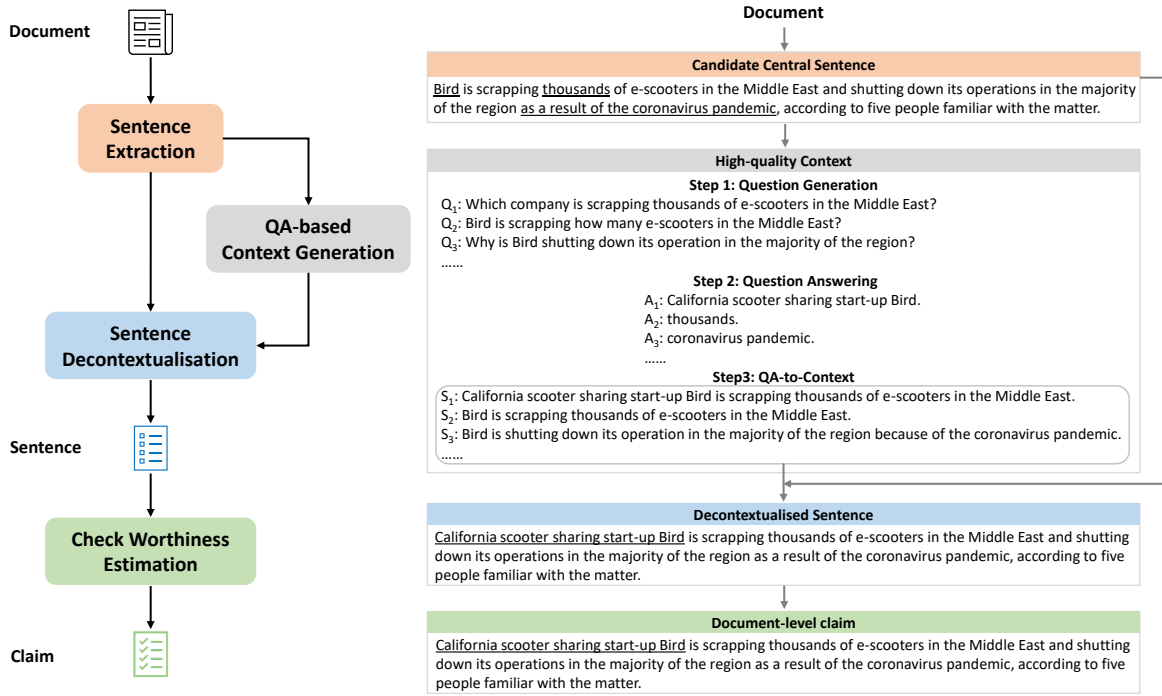 Document
Sentence
Extraction
QA-based
Context Generation
Sentence
Decontextualisation
Sentence
Check Worthiness
Estimation
Claim
Document
Candidate Central Sentence
Bird is scrapping thousands of e-scooters in the Middle East and shutting down its operations in the majority
of the region as a result of the coronavirus pandemic, according to five people familiar with the matter.
High-quality Context
Step 1: Question Generation
Q1: Which company is scrapping thousands of e-scooters in the Middle East?
Q2: Bird is scrapping how many e-scooters in the Middle East?
Q3: Why is Bird shutting down its operation in the majority of the region?
......
Step 2: Question Answering
A1: California scooter sharing start-up Bird.
A2: thousands.
A3: coronavirus pandemic.
......
Step3: QA-to-Context
S1: California scooter sharing start-up Bird is scrapping thousands of e-scooters in the Middle East.
S2: Bird is scrapping thousands of e-scooters in the Middle East.
S3: Bird is shutting down its operation in the majority of the region because of the coronavirus pandemic.
......
Decontextualised Sentence
California scooter sharing start-up Bird is scrapping thousands of e-scooters in the Middle East and shutting
down its operations in the majority of the region as a result of the coronavirus pandemic, according to five
people familiar with the matter.
Document-level claim
California scooter sharing start-up Bird is scrapping thousands of e-scooters in the Middle East and shutting
down its operations in the majority of the region as a result of the coronavirus pandemic, according to five
people familiar with the matter.